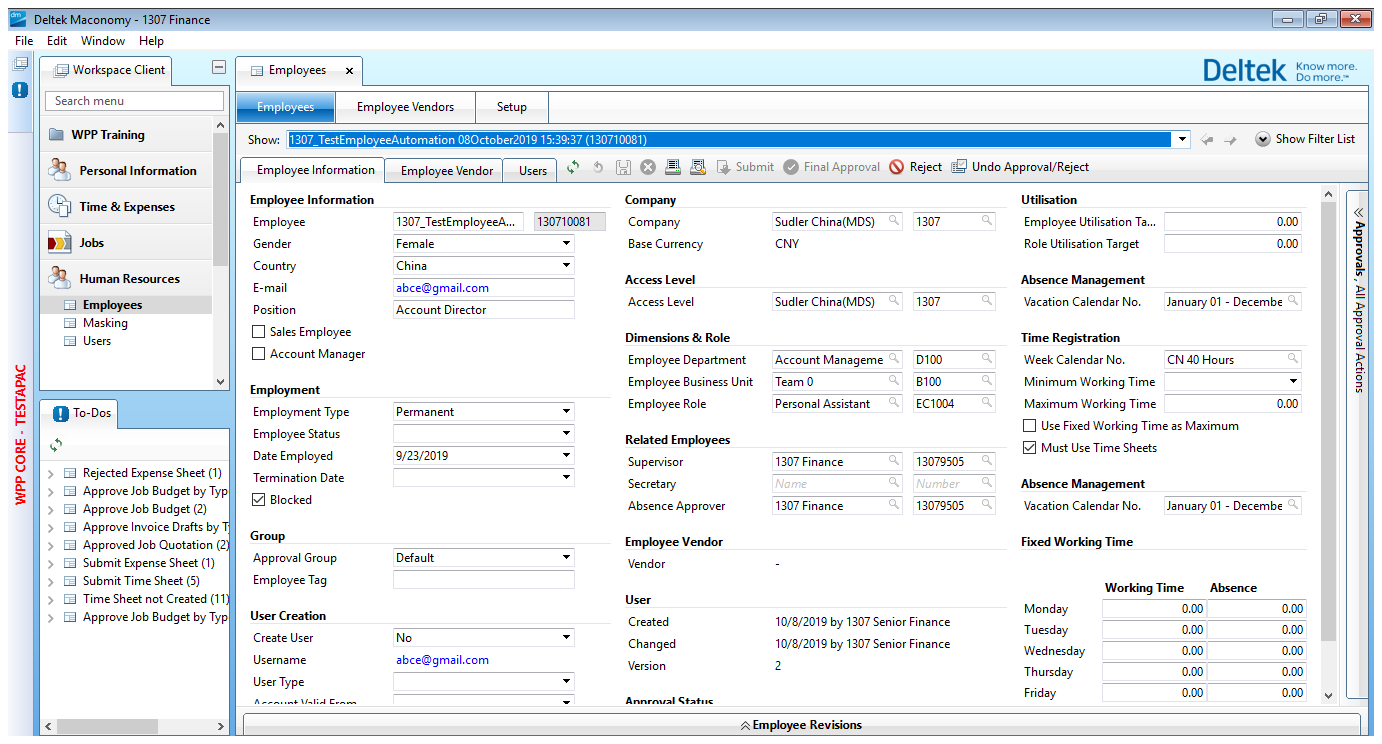 Deltek Maconomy - 1307 Finance
File Edit Window Help
Workspace Client
Search menu
WPP Training
Personal Information
Time & Expenses
Jobs
Human Resources
Employees
Masking
Users
WPP CORE - TESTAPAC
To-Dos
Rejected Expense Sheet (1)
Approve Job Budget by Typ
Approve Job Budget (2)
Approve Invoice Drafts by T
Approved Job Quotation (2)
Submit Expense Sheet (1)
Submit Time Sheet (5)
Time Sheet not Created (11)
Approve Job Budget by Typ
Employees
Deltek Know more.
Do more.™
Employees Employee Vendors Setup
Show: 1307_TestEmployeeAutomation 08October2019 15:39:37 (130710081) Show Filter List
Employee Information Employee Vendor Users Submit Final Approval Reject Undo Approval/Reject
Employee Information
Employee 1307_TestEmployeeA... 130710081
Gender Female
Country China
E-mail abce@gmail.com
Position Account Director
Sales Employee
Account Manager
Employment
Employment Type Permanent
Employee Status
Date Employed 9/23/2019
Termination Date
Blocked
Group
Approval Group Default
Employee Tag
User Creation
Create User No
Username abce@gmail.com
User Type
Account Valid From
Company
Company Sudler China(MDS) 1307
Base Currency CNY
Access Level
Access Level Sudler China(MDS) 1307
Dimensions & Role
Employee Department Account Manageme D100
Employee Business Unit Team 0 B100
Employee Role Personal Assistant EC1004
Related Employees
Supervisor 1307 Finance 13079505
Secretary Name Number
Absence Approver 1307 Finance 13079505
Employee Vendor
Vendor -
User
Created 10/8/2019 by 1307 Senior Finance
Changed 10/8/2019 by 1307 Senior Finance
Version 2
Approval Status
Utilisation
Employee Utilisation Ta... 0.00
Role Utilisation Target 0.00
Absence Management
Vacation Calendar No. January 01 - Decembe
Time Registration
Week Calendar No. CN 40 Hours
Minimum Working Time
Maximum Working Time 0.00
Use Fixed Working Time as Maximum
Must Use Time Sheets
Absence Management
Vacation Calendar No. January 01 - Decembe
Fixed Working Time
Working Time Absence
Monday 0.00 0.00
Tuesday 0.00 0.00
Wednesday 0.00 0.00
Thursday 0.00 0.00
Friday 0.00 0.00
Approvals, All Approval Actions
Employee Revisions